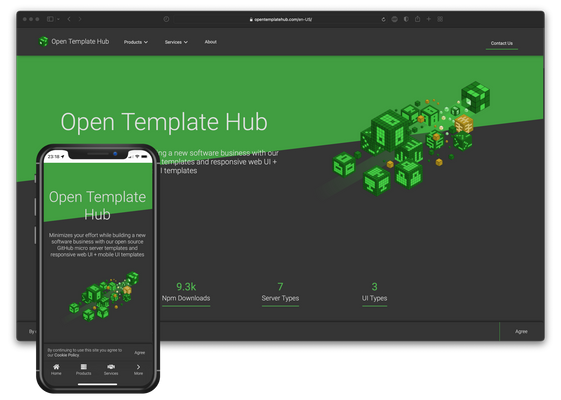 opentemplatehub.com/en-US/
Open Template Hub
Products
Services
About
Contact Us
Open Template Hub
ing a new software business with our
templates and responsive web UI +
I templates
9.3k
Npm Downloads
7
Server Types
3
UI Types
By
Agree
23:18
Open Template
Hub
Minimizes your effort while building a new
software business with our open source
GitHub micro server templates and
responsive web UI + mobile UI templates
By continuing to use this site you agree to
our Cookie Policy.
Agree
Home
Products
Services
More